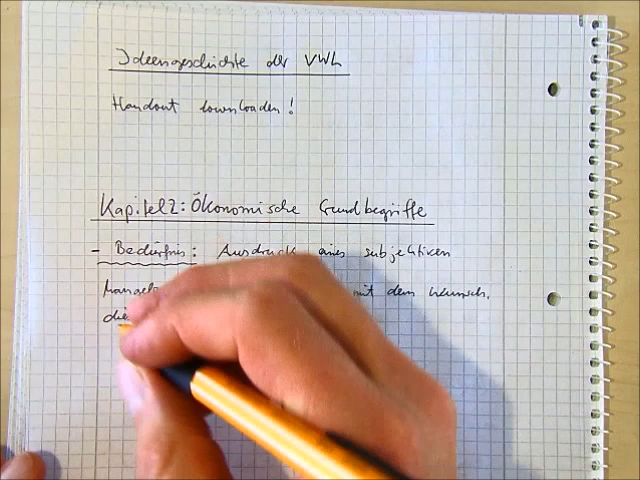 Ideengeschichte der VWL
Handout downloaden!
Kapitel 2: Ökonomische Grundbegriffe
- Bedürfnis: Ausdruck eines subjektiven
mit dem Wunsch,